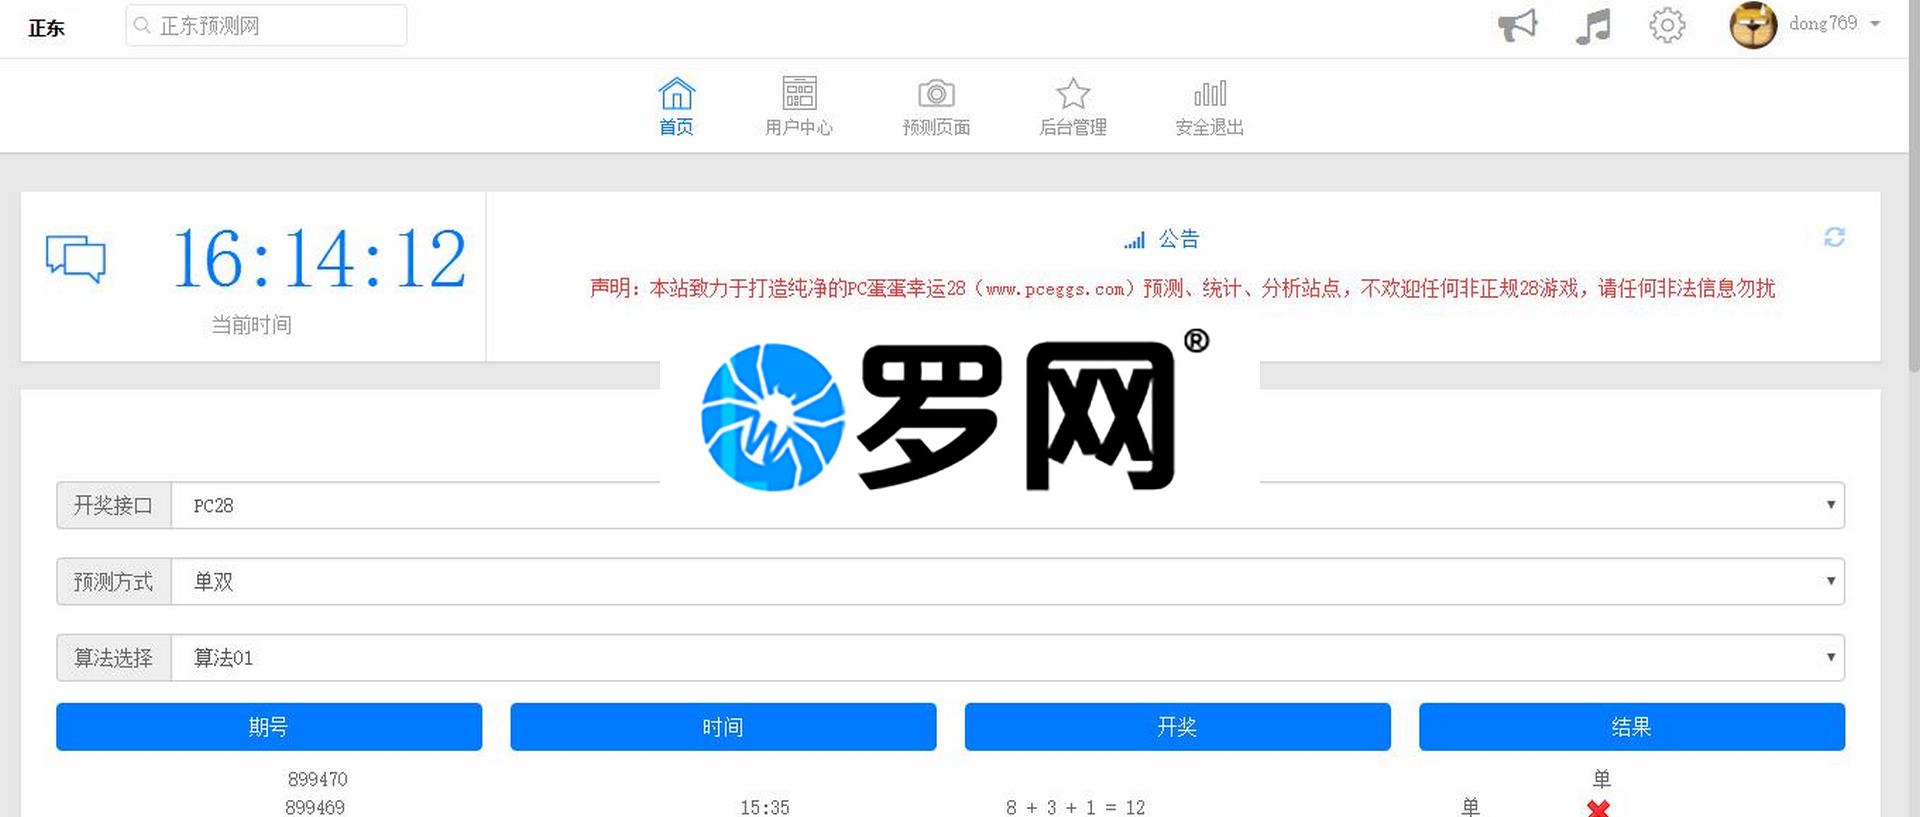 正东 正东预测网 dong769
首页 用户中心 预测页面 后台管理 安全退出
16:14:12
当前时间
公告
声明：本站致力于打造纯净的PC蛋蛋幸运28（www.pceggs.com）预测、统计、分析站点，不欢迎任何非正规28游戏，请任何非法信息勿扰
罗网®
开奖接口 PC28
预测方式 单双
算法选择 算法01
期号 时间 开奖 结果
899470 单
899469 15:35 8 + 3 + 1 = 12 单